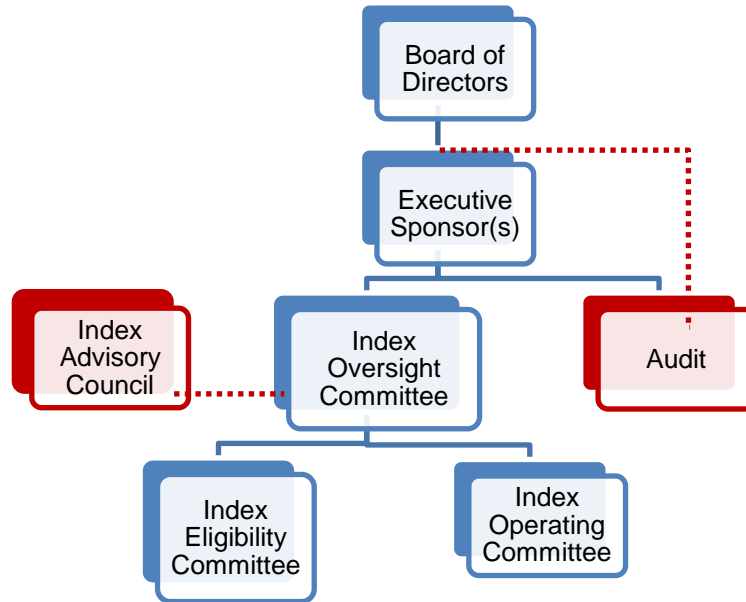 Board of
Directors
Executive
Sponsor(s)
Index
Advisory
Council
Index
Oversight
Committee
Audit
Index
Eligibility
Committee
Index
Operating
Committee